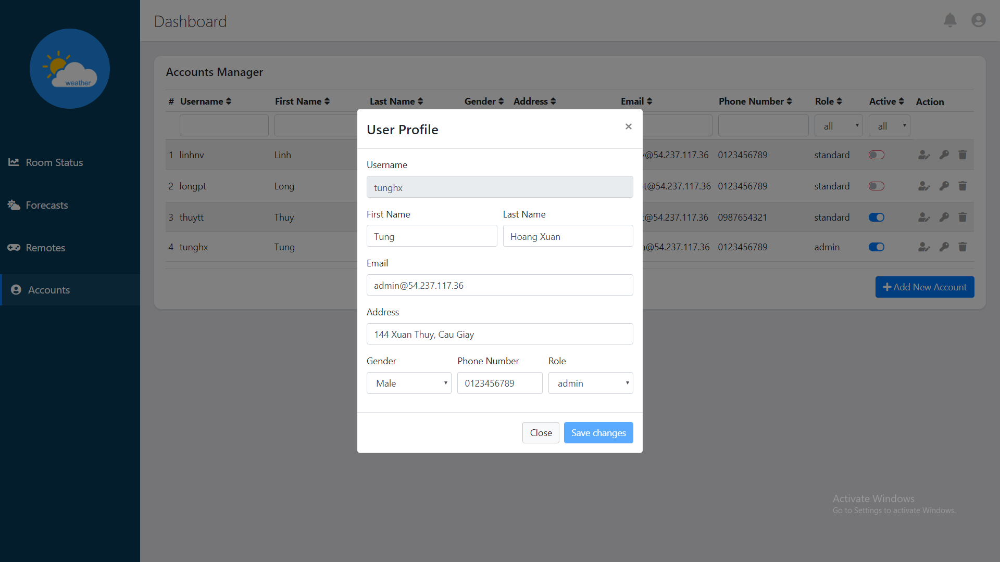 Dashboard
weather
Room Status
Forecasts
Remotes
Accounts
Accounts Manager
# Username First Name Last Name Gender Address Email Phone Number Role Active Action
all all
1 linhnv Linh @54.237.117.36 0123456789 standard
2 longpt Long t@54.237.117.36 0123456789 standard
3 thuytt Thuy @54.237.117.36 0987654321 standard
4 tunghx Tung @54.237.117.36 0123456789 admin
Add New Account
User Profile
×
Username
tunghx
First Name Last Name
Tung Hoang Xuan
Email
admin@54.237.117.36
Address
144 Xuan Thuy, Cau Giay
Gender Phone Number Role
Male 0123456789 admin
Close Save changes
Activate Windows
Go to Settings to activate Windows.